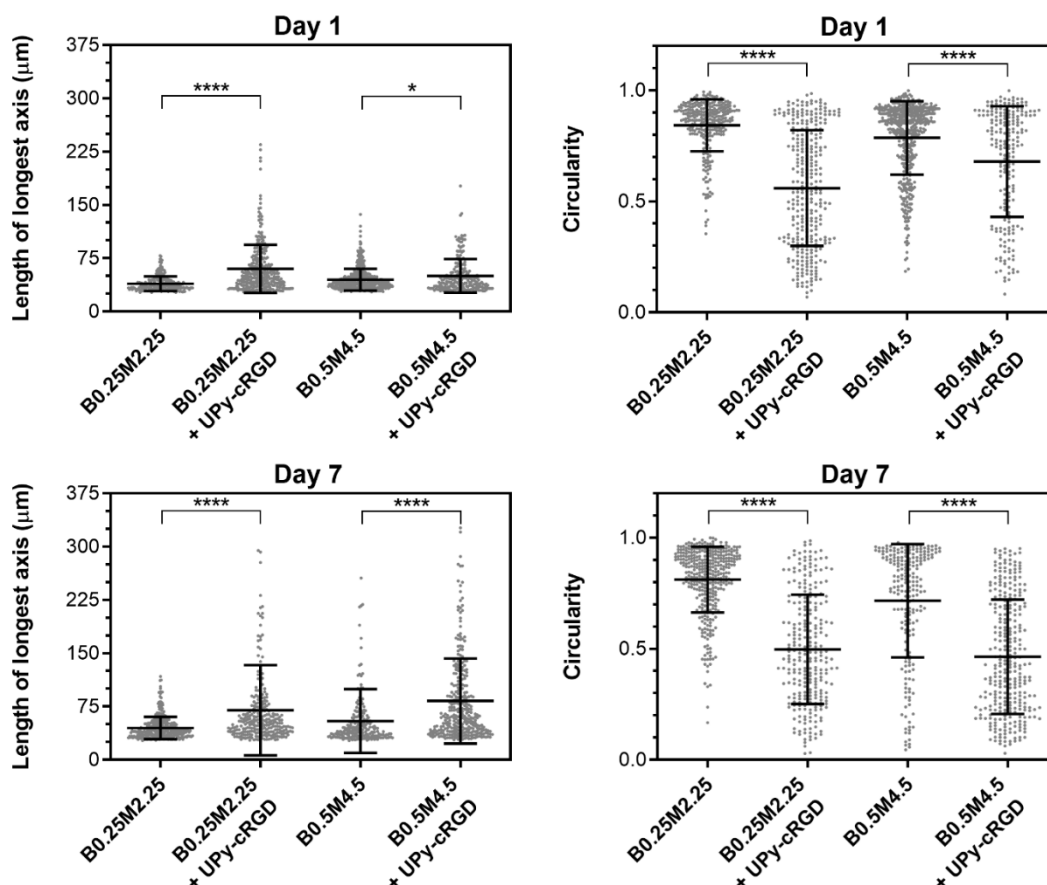 Day 1
Length of longest axis (μm)
375
300
225
150
75
0
****
*
B0.25M2.25
B0.25M2.25
+ UPy-cRGD
B0.5M4.5
B0.5M4.5
+ UPy-cRGD
Day 1
Circularity
1.0
0.5
0.0
****
****
B0.25M2.25
B0.25M2.25
+ UPy-cRGD
B0.5M4.5
B0.5M4.5
+ UPy-cRGD
Day 7
Length of longest axis (μm)
375
300
225
150
75
0
****
****
B0.25M2.25
B0.25M2.25
+ UPy-cRGD
B0.5M4.5
B0.5M4.5
+ UPy-cRGD
Day 7
Circularity
1.0
0.5
0.0
****
****
B0.25M2.25
B0.25M2.25
+ UPy-cRGD
B0.5M4.5
B0.5M4.5
+ UPy-cRGD